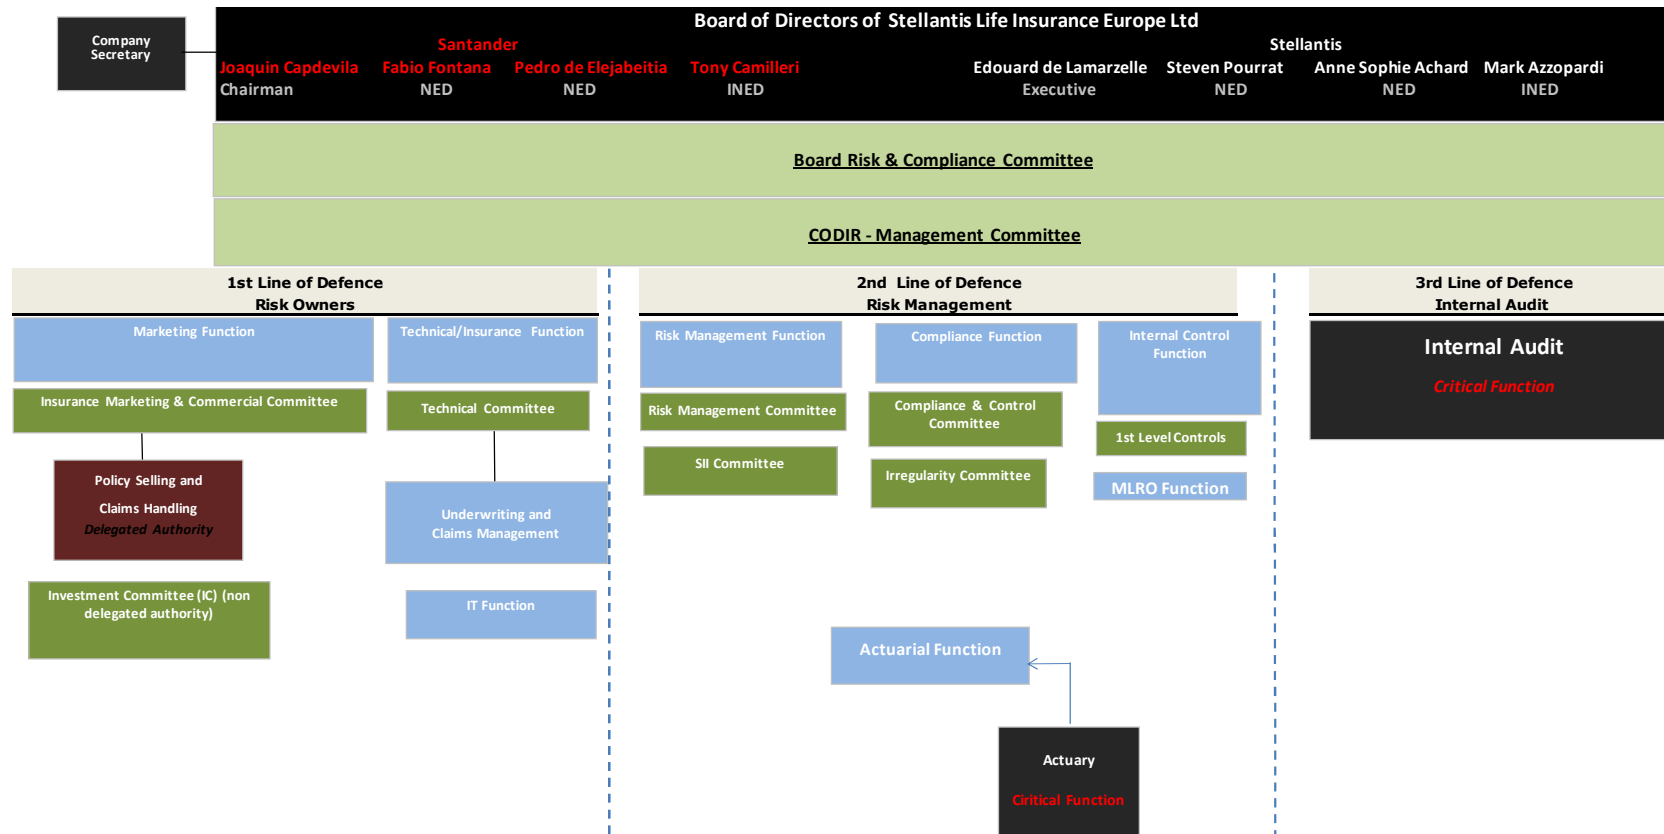 Board of Directors of Stellantis Life Insurance Europe Ltd
Company
Secretary
Santander
Stellantis
Joaquin Capdevila Fabio Fontana Pedro de Elejabeitia Tony Camilleri Edouard de Lamarzelle Steven Pourrat Anne Sophie Achard Mark Azzopardi
Chairman NED NED INED Executive NED NED INED
Board Risk & Compliance Committee
CODIR - Management Committee
1st Line of Defence
Risk Owners
2nd Line of Defence
Risk Management
3rd Line of Defence
Internal Audit
Marketing Function
Technical/Insurance Function
Insurance Marketing & Commercial Committee
Technical Committee
Policy Selling and
Claims Handling
Delegated Authority
Underwriting and
Claims Management
Investment Committee (IC) (non
delegated authority)
IT Function
Risk Management Function
Compliance Function
Internal Control
Function
Risk Management Committee
Compliance & Control
Committee
1st Level Controls
SII Committee
Irregularity Committee
MLRO Function
Actuarial Function
Actuary
Ciritical Function
Internal Audit
Critical Function